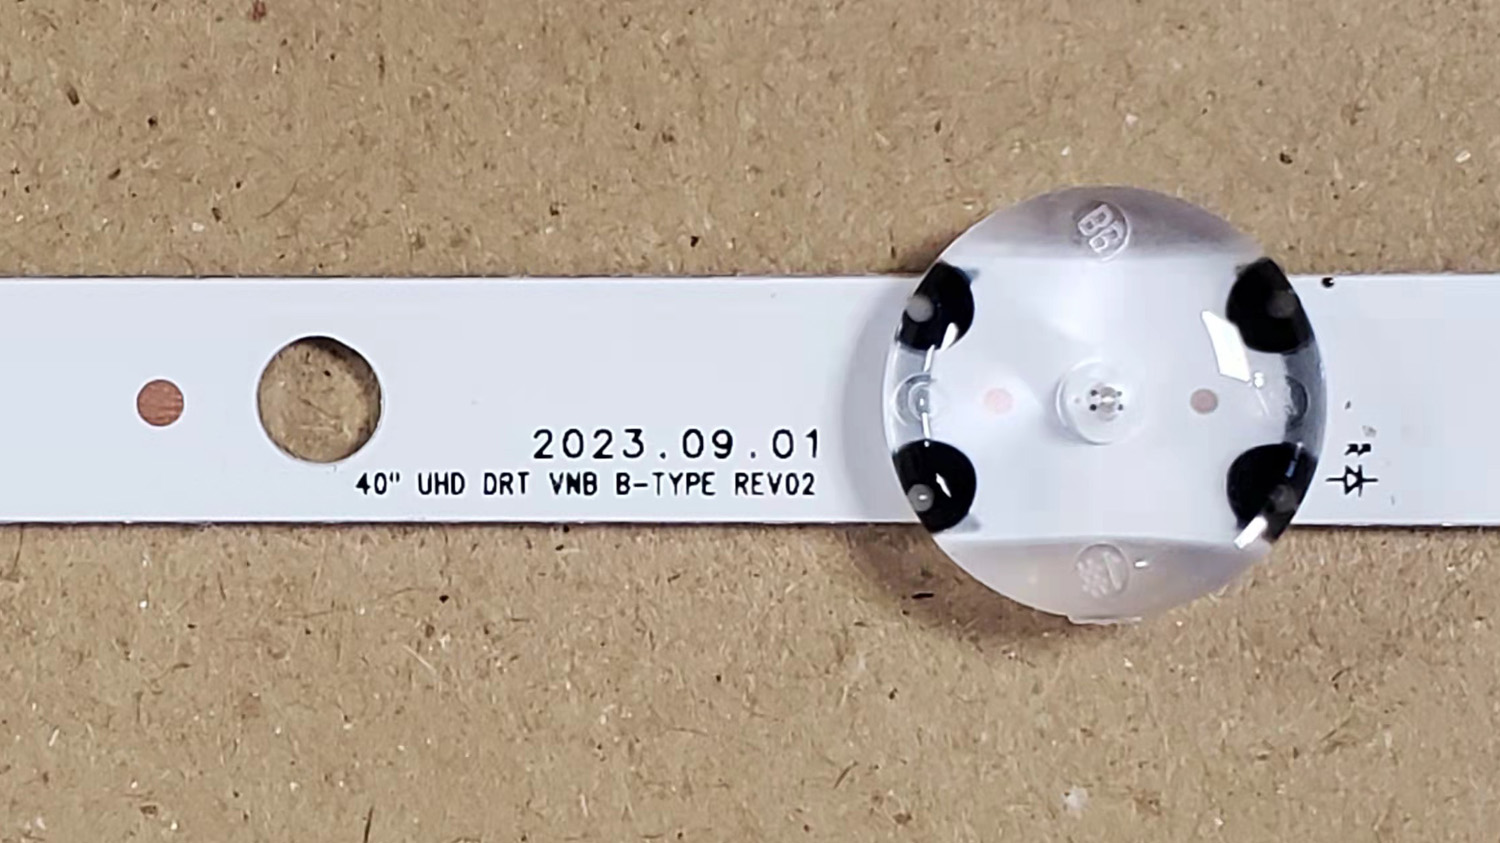 B6
2023.09.01
40" UHD DRT VNB B-TYPE REV02